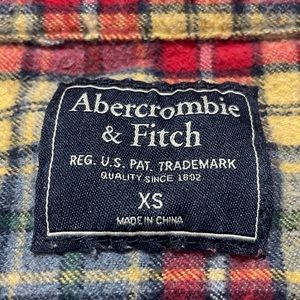 Abercrombie
& Fitch
REG. U.S. PAT. TRADEMARK
QUALITY SINCE 1892
XS
MADE IN CHINA